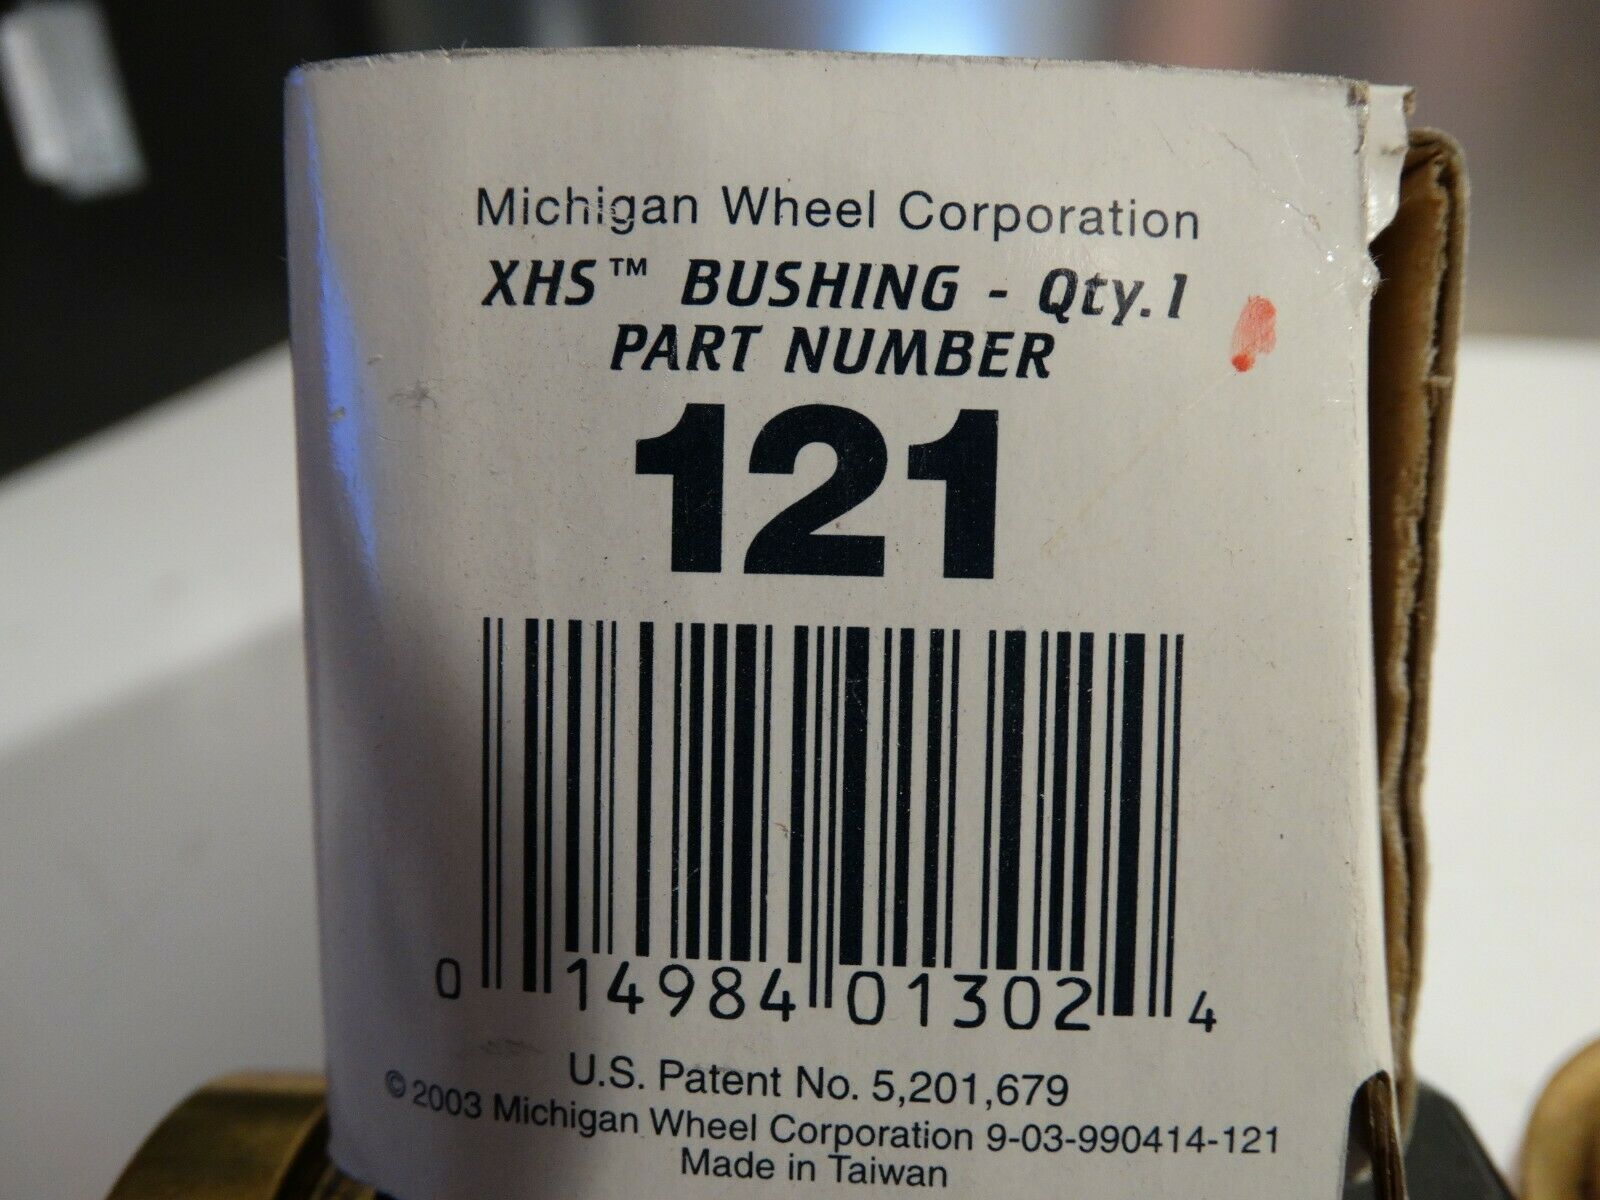 Michigan Wheel Corporation
XHS™ BUSHING - Qty.1
PART NUMBER
121
0 14984 01302 4
U.S. Patent No. 5,201,679
© 2003 Michigan Wheel Corporation 9-03-990414-121
Made in Taiwan